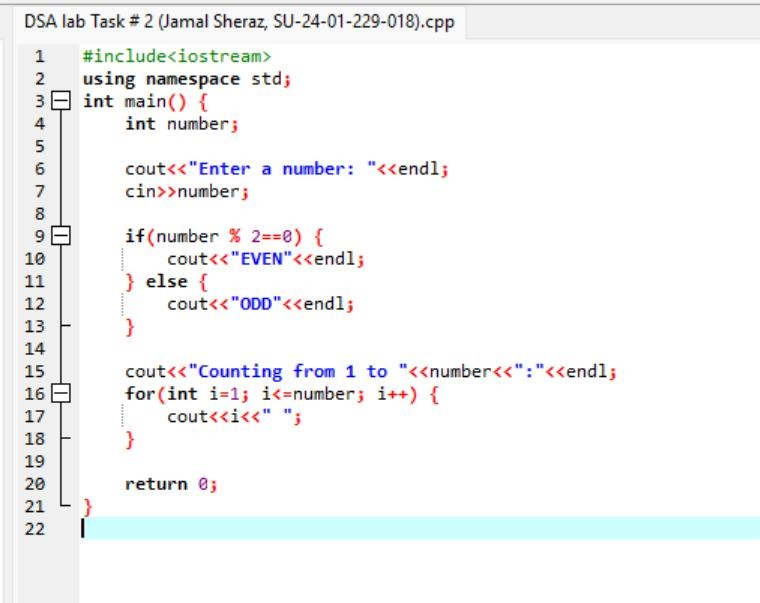 DSA lab Task # 2 (Jamal Sheraz, SU-24-01-229-018).cpp
1 #include<iostream>
2 using namespace std;
3 int main() {
4     int number;
5
6     cout<<"Enter a number: "<<endl;
7     cin>>number;
8
9     if(number % 2==0) {
10         cout<<"EVEN"<<endl;
11     } else {
12         cout<<"ODD"<<endl;
13     }
14
15     cout<<"Counting from 1 to "<<number<<":"<<endl;
16     for(int i=1; i<=number; i++) {
17         cout<<i<<" ";
18     }
19
20     return 0;
21 }
22